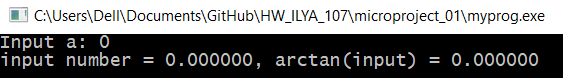 C:\Users\Dell\Documents\GitHub\HW_ILYA_107\microproject_01\myprog.exe
Input a: 0
input number = 0.000000, arctan(input) = 0.000000